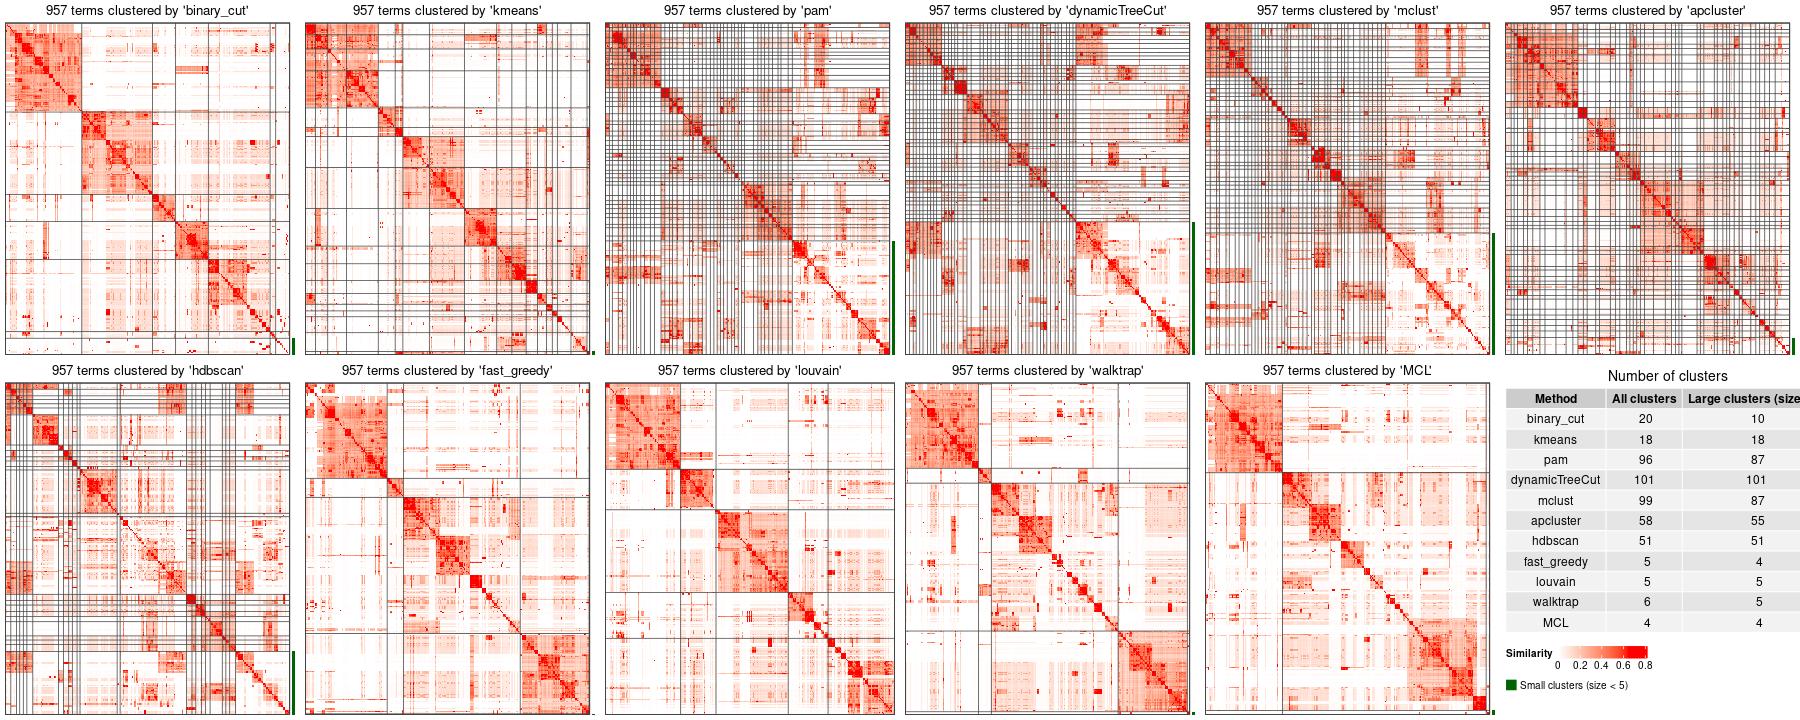 957 terms clustered by 'binary_cut'
957 terms clustered by 'kmeans'
957 terms clustered by 'pam'
957 terms clustered by 'dynamicTreeCut'
957 terms clustered by 'mclust'
957 terms clustered by 'apcluster'
957 terms clustered by 'hdbscan'
957 terms clustered by 'fast_greedy'
957 terms clustered by 'louvain'
957 terms clustered by 'walktrap'
957 terms clustered by 'MCL'
Number of clusters
Method All clusters Large clusters (size
binary_cut 20 10
kmeans 18 18
pam 96 87
dynamicTreeCut 101 101
mclust 99 87
apcluster 58 55
hdbscan 51 51
fast_greedy 5 4
louvain 5 5
walktrap 6 5
MCL 4 4
Similarity
0 0.2 0.4 0.6 0.8
Small clusters (size < 5)